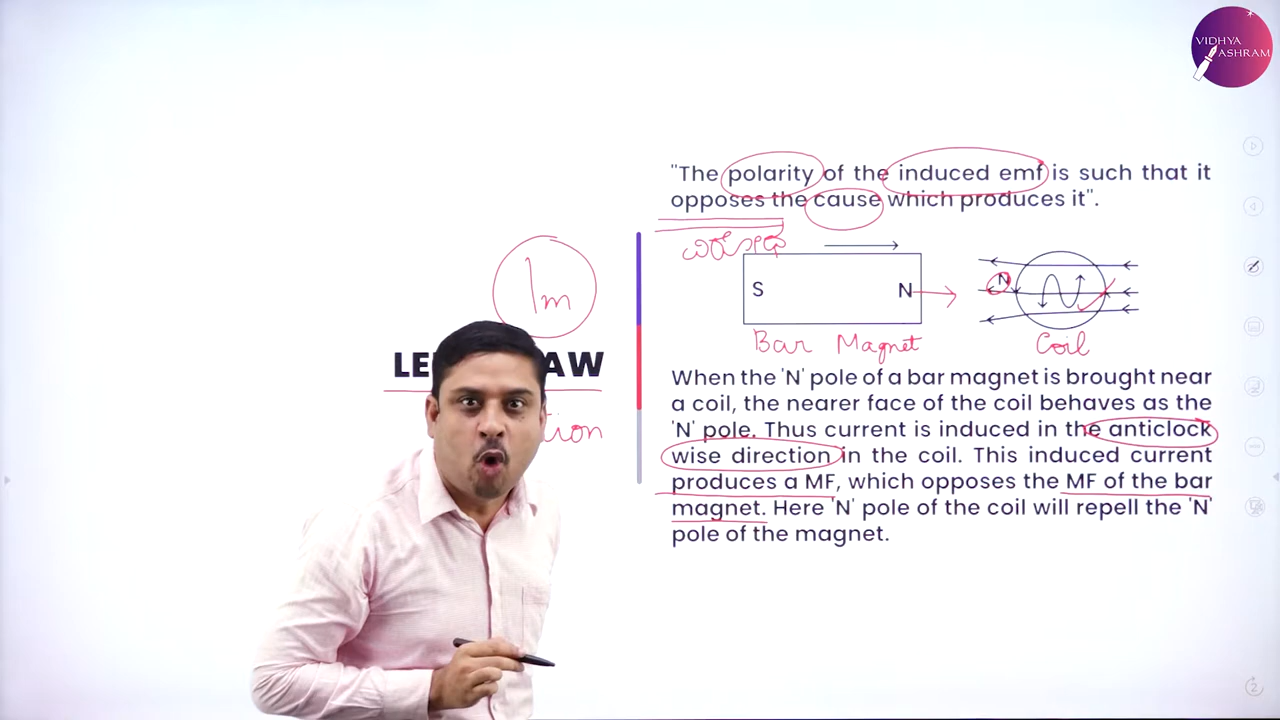 VIDHYA
ASHRAM
"The polarity of the induced emf is such that it
opposes the cause which produces it".
ವಿರೋಧ
1m
S N N
Bar Magnet Coil
LE AW
tion
When the 'N' pole of a bar magnet is brought near
a coil, the nearer face of the coil behaves as the
'N' pole. Thus current is induced in the anticlock
wise direction in the coil. This induced current
produces a MF, which opposes the MF of the bar
magnet. Here 'N' pole of the coil will repell the 'N'
pole of the magnet.
2